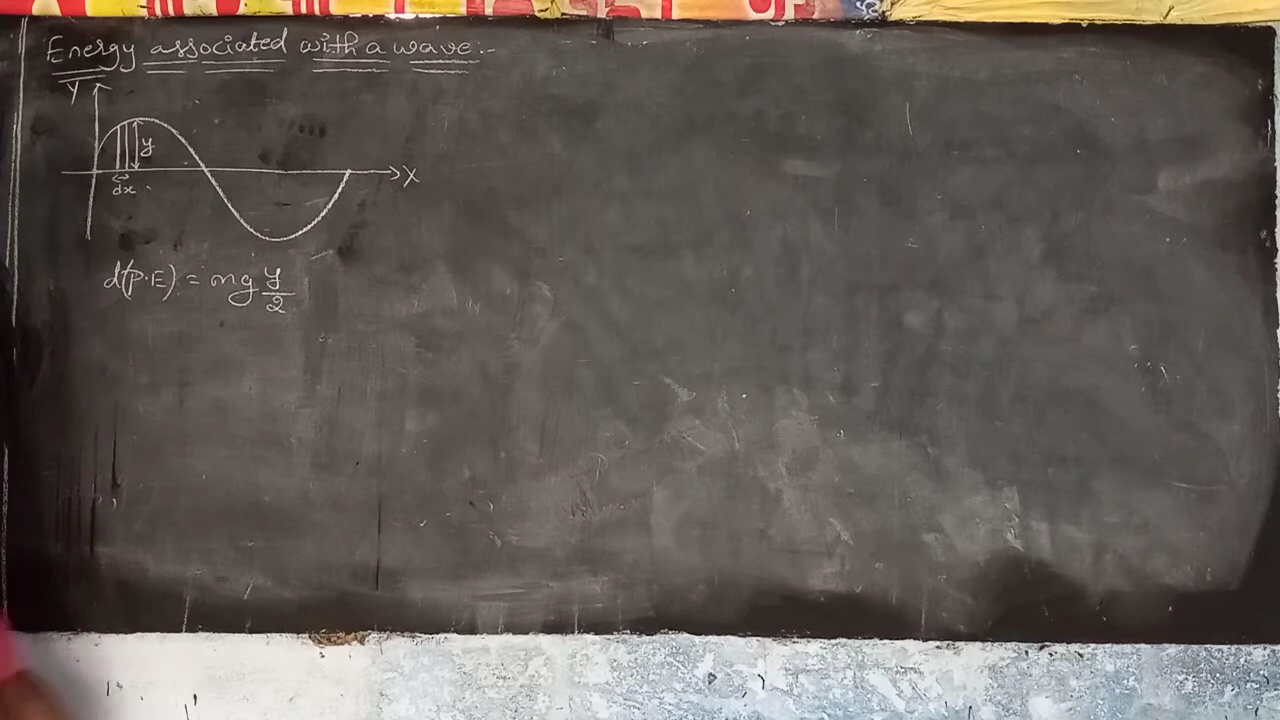 Energy associated with a wave:-
Y
y
X
dx
d(P.E) = mg y/2